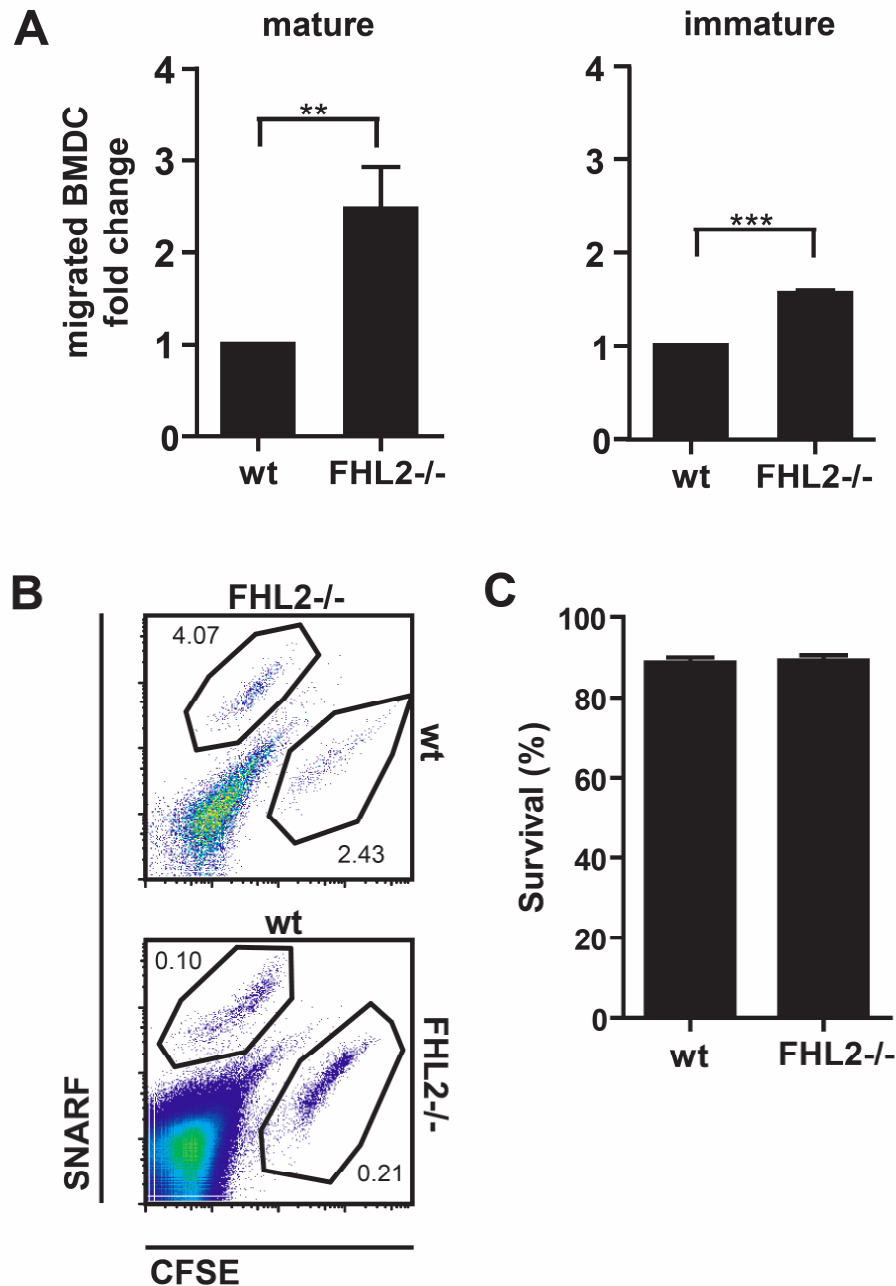 A
mature
immature
migrated BMDC
fold change
4
3
2
1
0
**
wt
FHL2-/-
4
3
2
1
0
***
wt
FHL2-/-
B
FHL2-/-
4.07
wt
2.43
wt
0.10
FHL2-/-
0.21
SNARF
CFSE
C
Survival (%)
100
80
60
40
20
0
wt
FHL2-/-